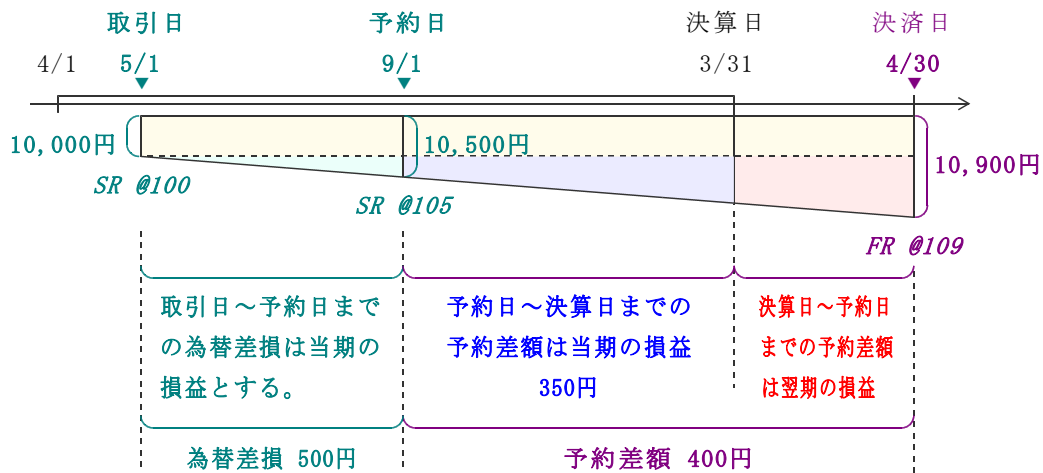 取引日 予約日 決算日 決済日
4/1 5/1 9/1 3/31 4/30
10,000円 10,500円 10,900円
SR @100
SR @105
FR @109
取引日～予約日まで
の為替差損は当期の
損益とする。
予約日～決算日までの
予約差額は当期の損益
350円
決算日～予約日
までの予約差額
は翌期の損益
為替差損 500円 予約差額 400円